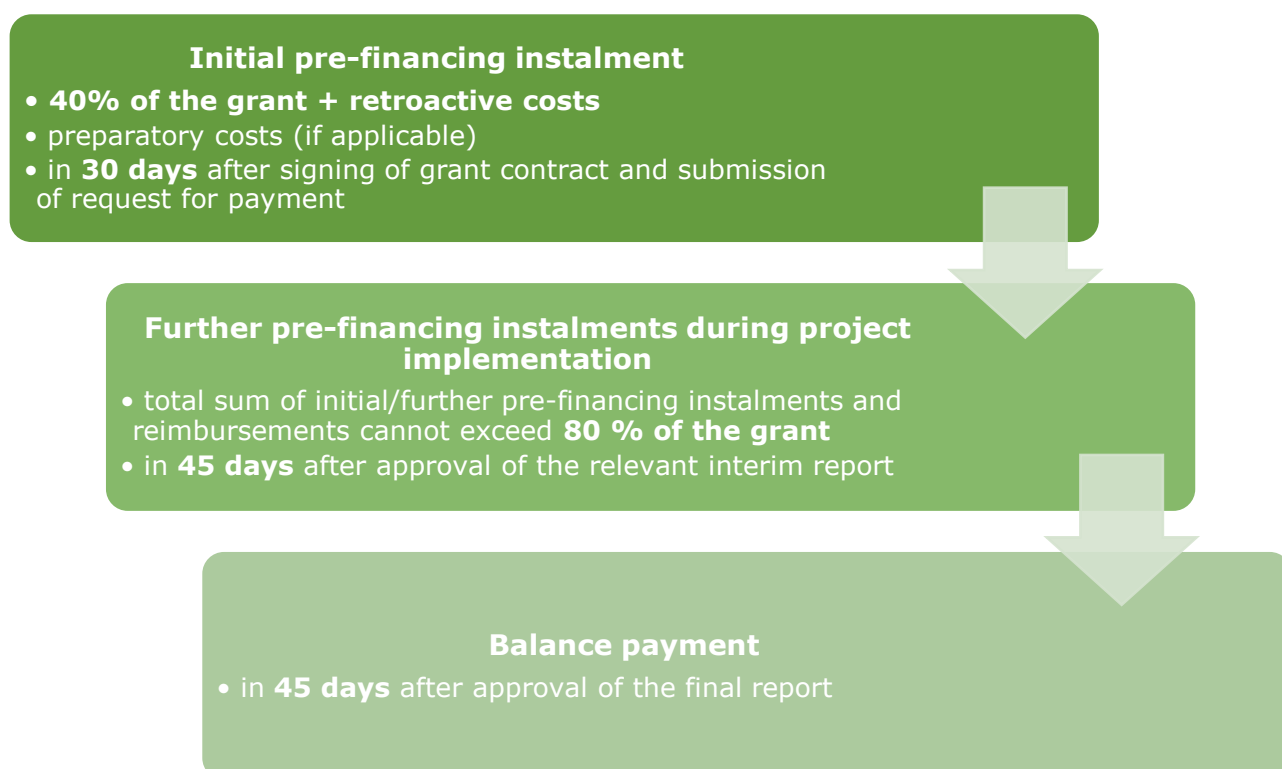 Initial pre-financing instalment
• 40% of the grant + retroactive costs
• preparatory costs (if applicable)
• in 30 days after signing of grant contract and submission
of request for payment
Further pre-financing instalments during project
implementation
• total sum of initial/further pre-financing instalments and
reimbursements cannot exceed 80 % of the grant
• in 45 days after approval of the relevant interim report
Balance payment
• in 45 days after approval of the final report